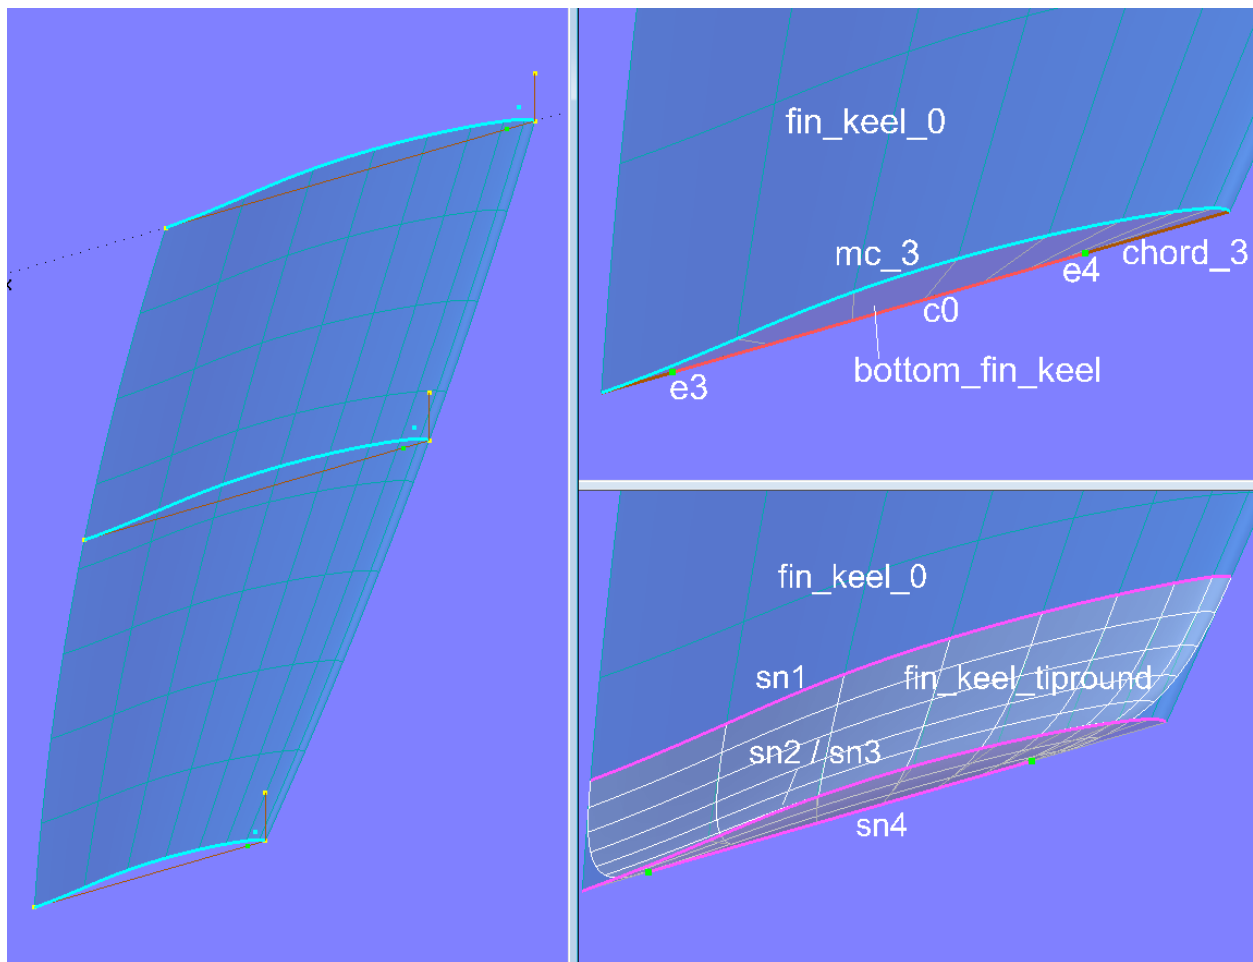 x
fin_keel_0
mc_3
e4
chord_3
c0
bottom_fin_keel
e3
fin_keel_0
sn1
fin_keel_tipround
sn2 / sn3
sn4